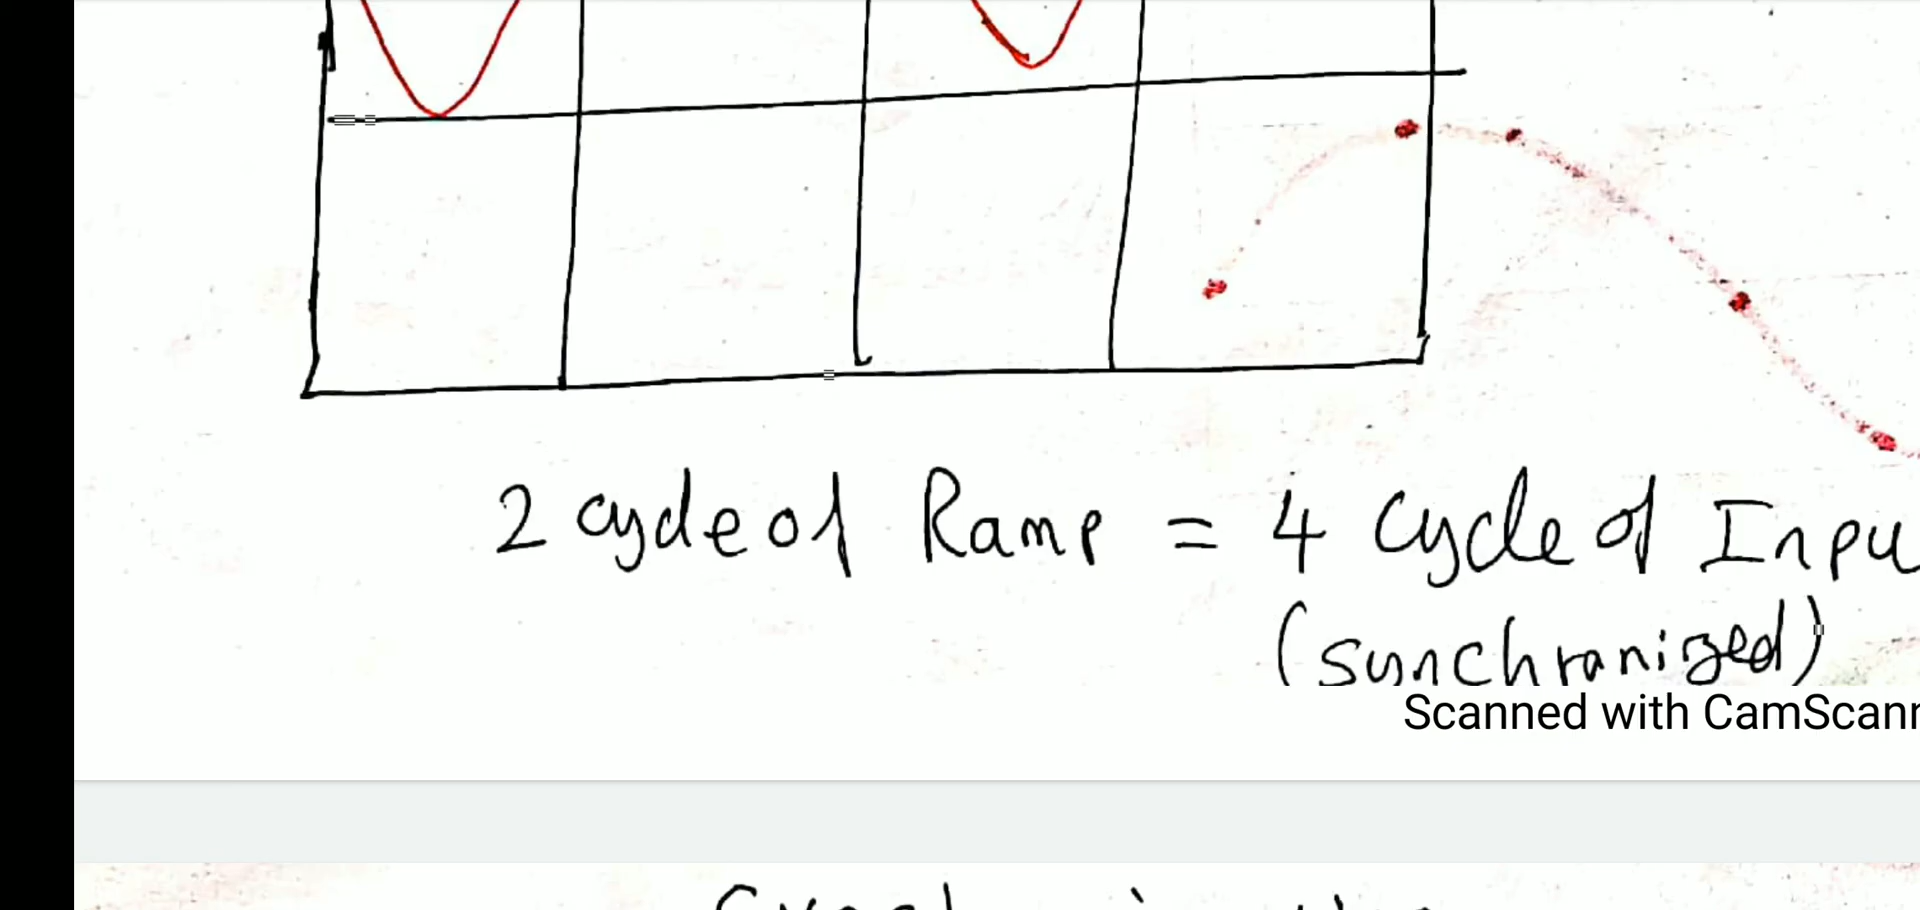 2 cycle of Ramp = 4 cycle of Inpu
(synchronized)
Scanned with CamScann